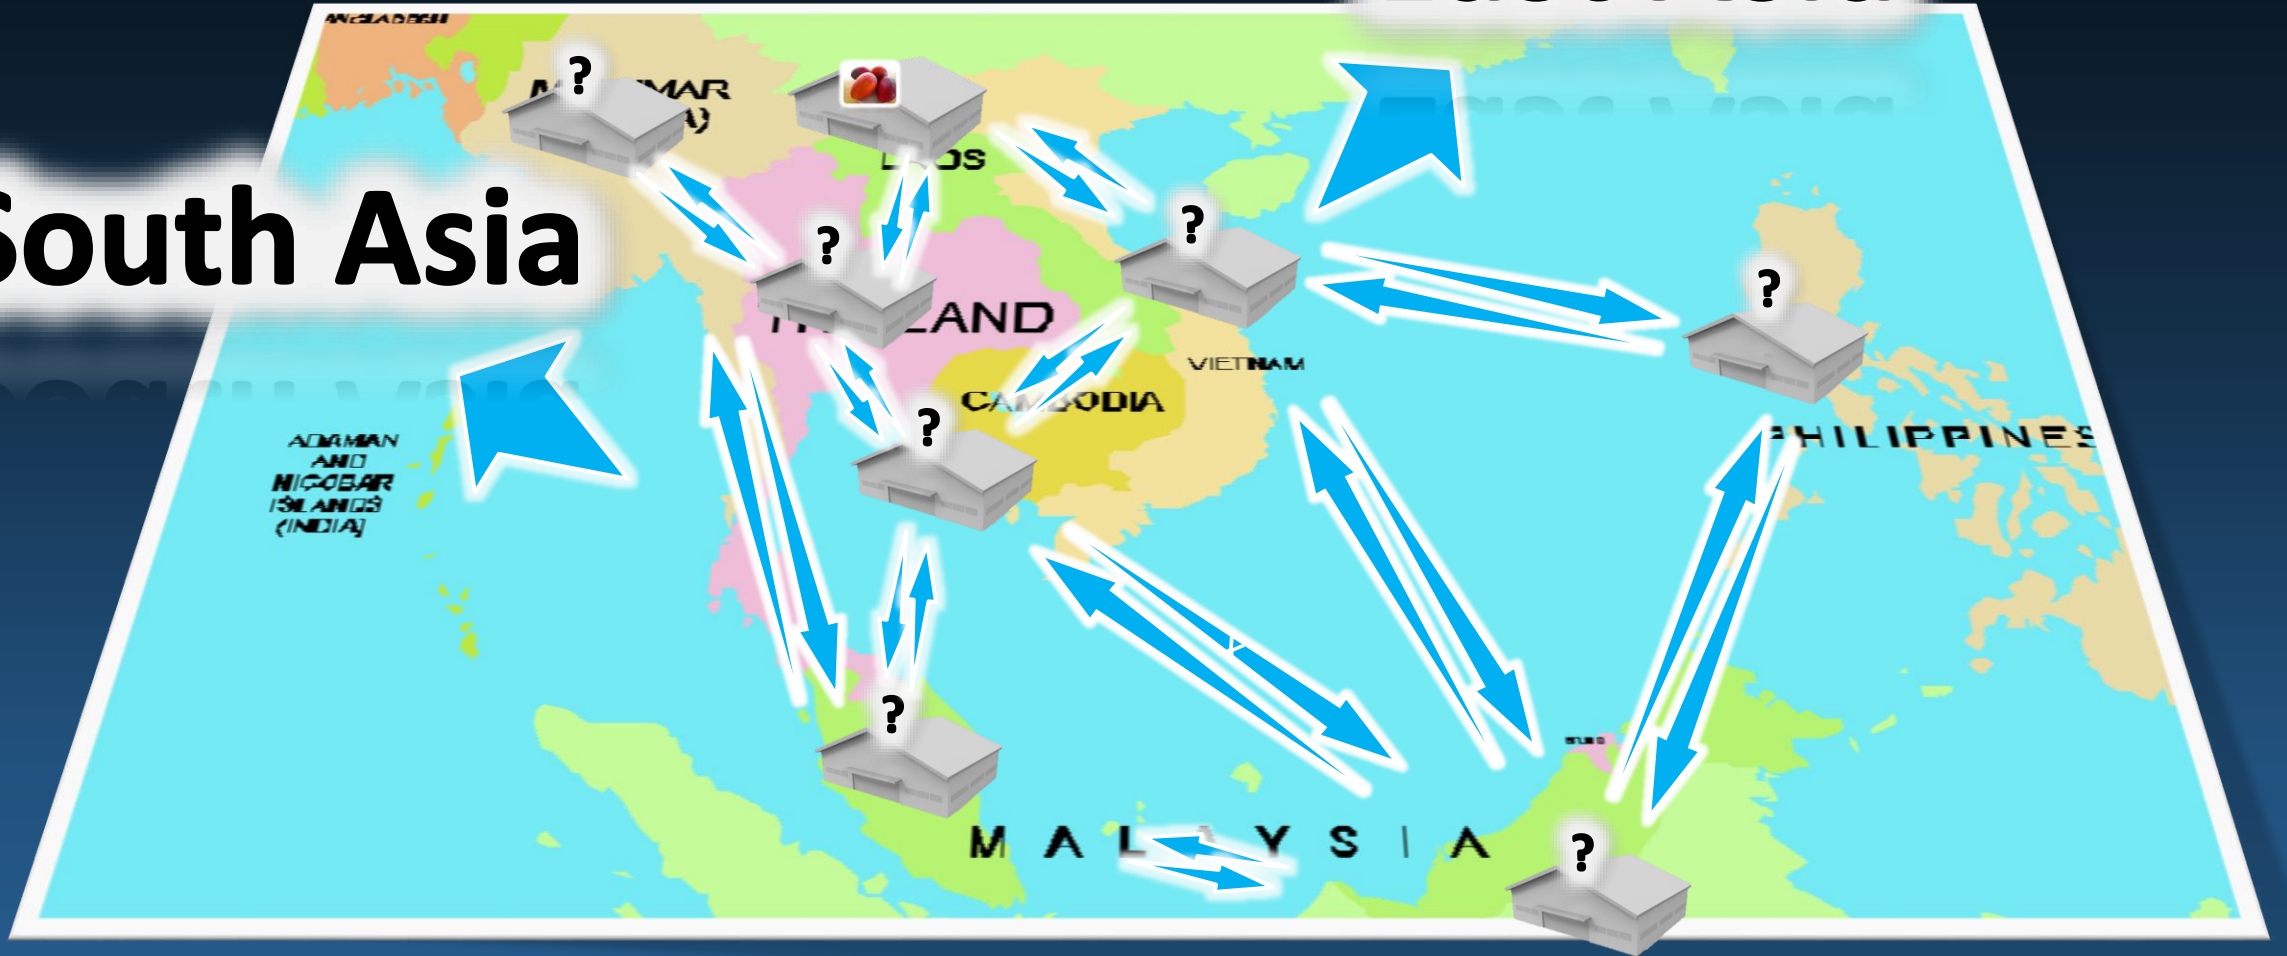 ?
LAOS
South Asia
?
?
?
VIETNAM
CAMBODIA
?
PHILIPPINES
ANDAMAN
AND
NICOBAR
ISLANDS
(INDIA)
?
M A L A Y S I A
?